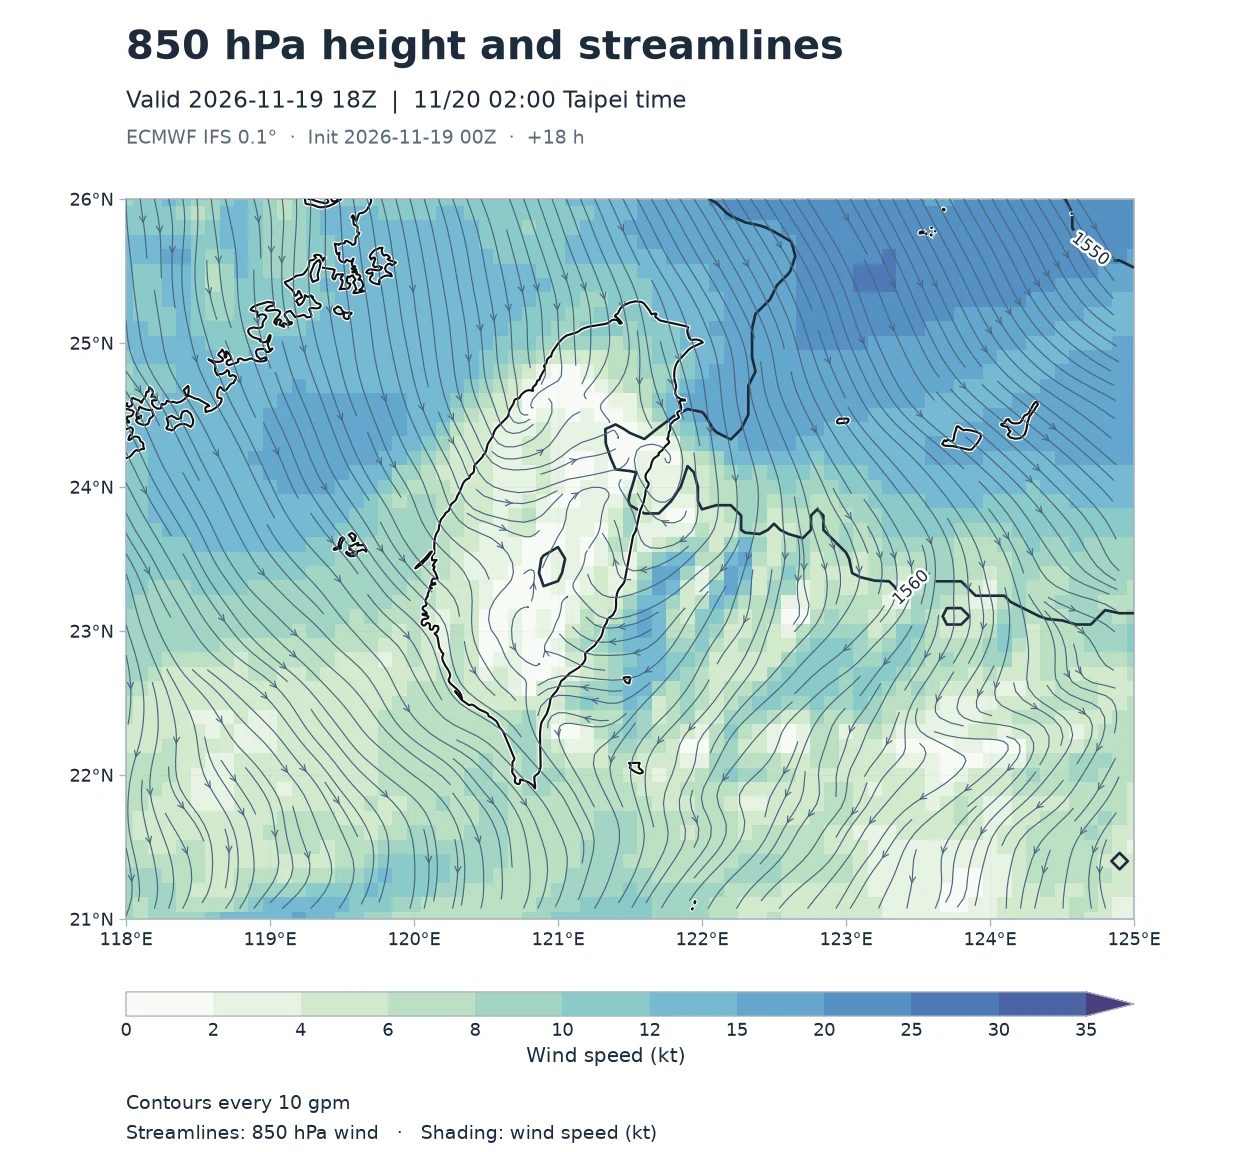 850 hPa height and streamlines
Valid 2026-11-19 18Z | 11/20 02:00 Taipei time
ECMWF IFS 0.1° · Init 2026-11-19 00Z · +18 h
26°N
1550
25°N
24°N
1560
23°N
22°N
21°N
118°E 119°E 120°E 121°E 122°E 123°E 124°E 125°E
0 2 4 6 8 10 12 15 20 25 30 35
Wind speed (kt)
Contours every 10 gpm
Streamlines: 850 hPa wind · Shading: wind speed (kt)